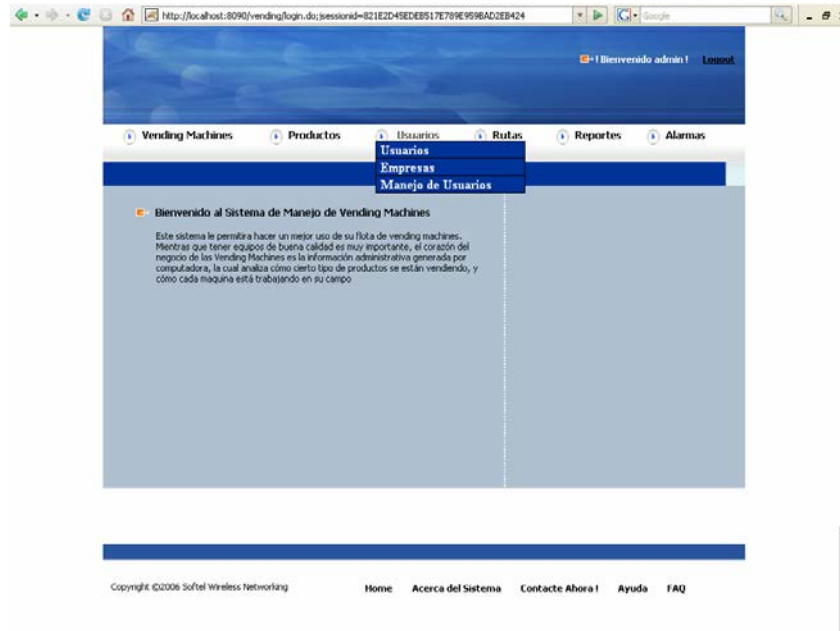 http://localhost:8090/vending/login.do;jsessionid=821E2D45EDEB517E789E959BAD2EB424
Google
! Bienvenido admin ! Logout
Vending Machines Productos Usuarios Rutas Reportes Alarmas
Usuarios
Empresas
Manejo de Usuarios
Bienvenido al Sistema de Manejo de Vending Machines
Este sistema le permitira hacer un mejor uso de su flota de vending machines.
Mientras que tener equipos de buena calidad es muy importante, el corazón del
negocio de las Vending Machines es la información administrativa generada por
computadora, la cual analiza cómo cierto tipo de productos se están vendiendo, y
cómo cada maquina está trabajando en su campo
Copyright ©2006 Softel Wireless Networking Home Acerca del Sistema Contacte Ahora ! Ayuda FAQ